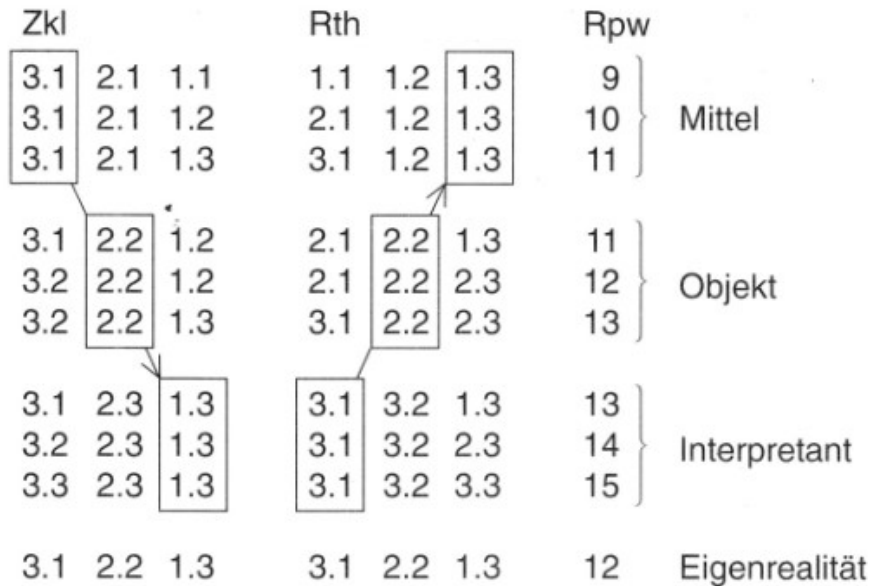 Zkl Rth Rpw
3.1 2.1 1.1 1.1 1.2 1.3 9
3.1 2.1 1.2 2.1 1.2 1.3 10 Mittel
3.1 2.1 1.3 3.1 1.2 1.3 11
3.1 2.2 1.2 2.1 2.2 1.3 11
3.2 2.2 1.2 2.1 2.2 2.3 12 Objekt
3.2 2.2 1.3 3.1 2.2 2.3 13
3.1 2.3 1.3 3.1 3.2 1.3 13
3.2 2.3 1.3 3.1 3.2 2.3 14 Interpretant
3.3 2.3 1.3 3.1 3.2 3.3 15
3.1 2.2 1.3 3.1 2.2 1.3 12 Eigenrealität